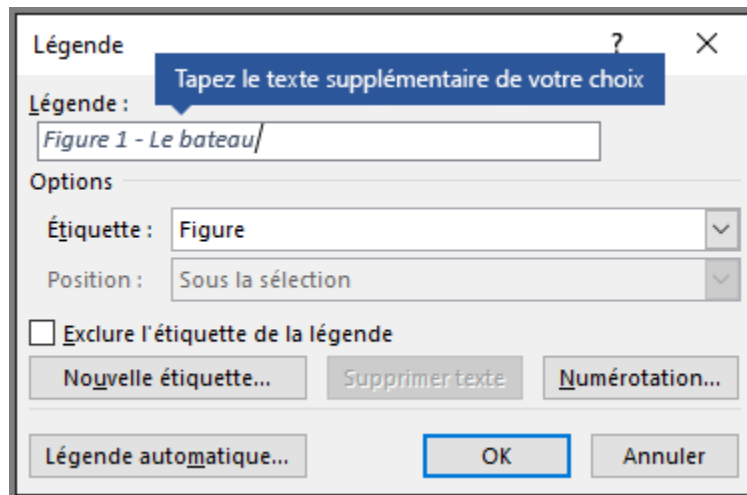 Légende ? ×
Tapez le texte supplémentaire de votre choix
Légende :
Figure 1 - Le bateau
Options
Étiquette : Figure
Position : Sous la sélection
Exclure l'étiquette de la légende
Nouvelle étiquette... Supprimer texte Numérotation...
Légende automatique... OK Annuler